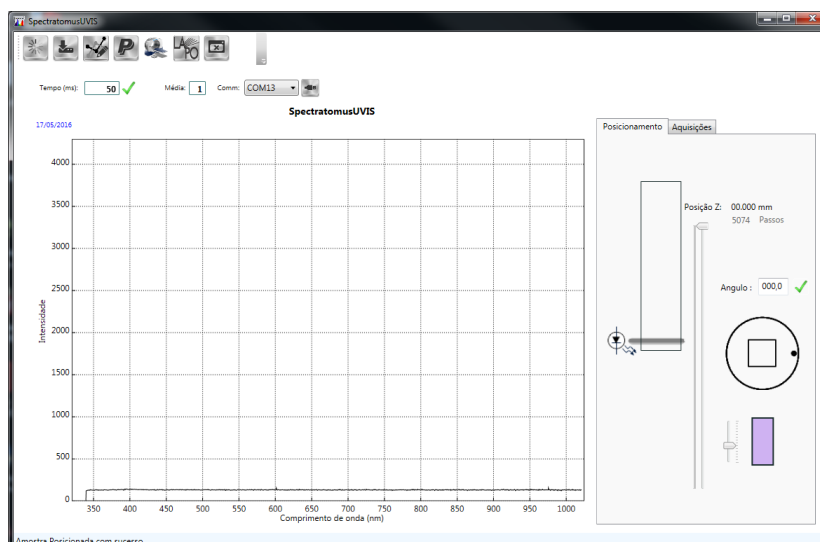 SpectratomusUVIS
Tempo (ms): 50 Média: 1 Comm: COM13
SpectratomusUVIS
17/05/2016
Posicionamento Aquisições
4000
3500
3000
2500
2000
1500
1000
500
0
Intensidade
350 400 450 500 550 600 650 700 750 800 850 900 950 1000
Comprimento de onda (nm)
Posição Z: 00.000 mm
5074 Passos
Angulo : 000,0
Amostra Posicionada com sucesso